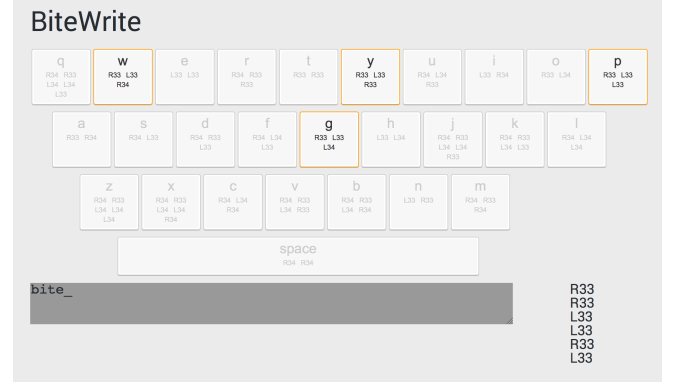 BiteWrite
q w e r t y u i o p
R34 R33 R33 L33 L33 L33 R34 R33 R33 R33 R33 L33 R34 L34 L33 R34 R33 L34 R33 L33
L34 L34 R34 R33 R33 R33 L33
L33
a s d f g h j k l
R33 R34 R34 L33 R34 R33 R34 L34 R33 L33 L33 L34 R34 R33 R34 R33 R34 L34
L33 L33 L34 L34 L34 L34 L33 L34
R33
z x c v b n m
R34 R33 R34 R33 R34 L34 R34 R33 R34 R33 L33 R33 R34 R33
L34 L34 L34 L34 R34 L34 R33 R34 R34 R34
L34 R34
space
R34 R34
bite_
R33
R33
L33
L33
R33
L33